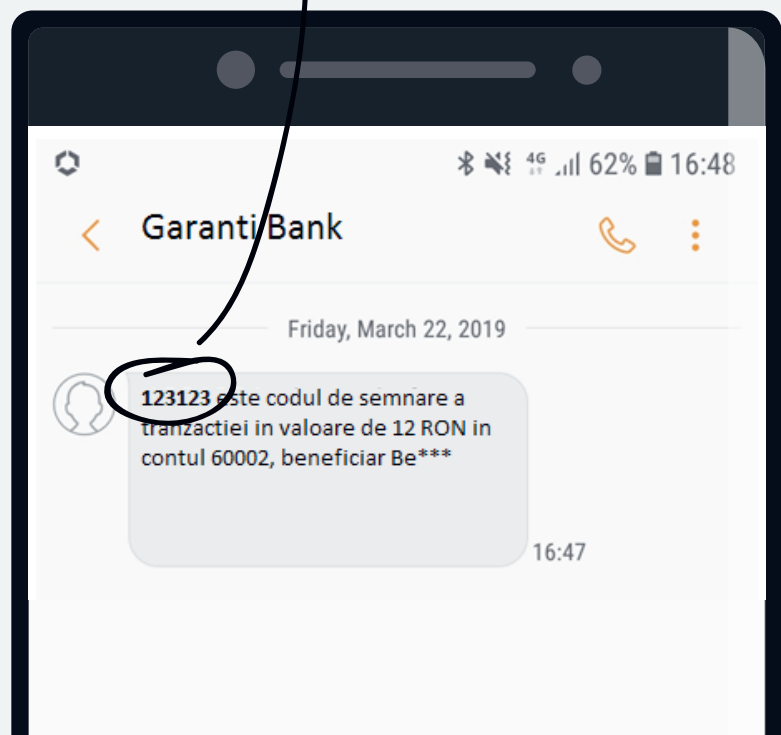 4G 62% 16:48
Garanti Bank
Friday, March 22, 2019
123123 este codul de semnare a
tranzactiei in valoare de 12 RON in
contul 60002, beneficiar Be***
16:47